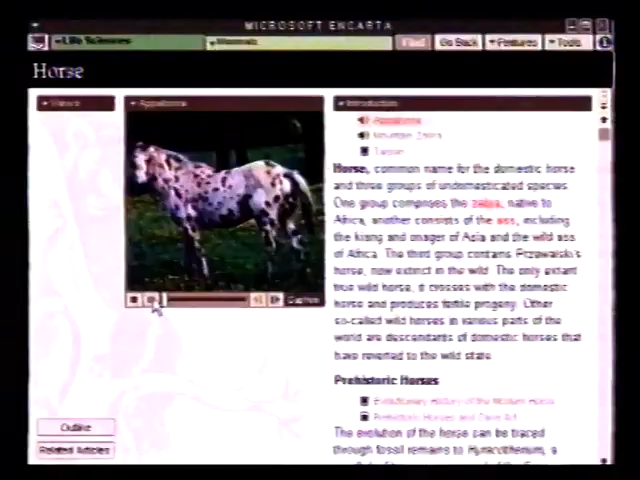 MICROSOFT ENCARTA
Life Sciences
Mammals
Find
Go Back
Features
Tools
Horse
Views
Appaloosa
Introduction
Appaloosa
Mountain Zebra
Tarpan
Horse, common name for the domestic horse
and three groups of undomesticated species.
One group comprises the zebra, native to
Africa, another consists of the ass, including
the kiang and onager of Asia and the wild ass
of Africa. The third group contains Przewalski's
horse, now extinct in the wild. The only extant
true wild horse, it crosses with the domestic
horse and produces fertile progeny. Other
so-called wild horses in various parts of the
world are descendants of domestic horses that
have reverted to the wild state.
Caption
Prehistoric Horses
Evolutionary History of the Modern Horse
Prehistoric Horses and Cave Art
The evolution of the horse can be traced
through fossil remains to Hyracotherium, a
Outline
Related Articles